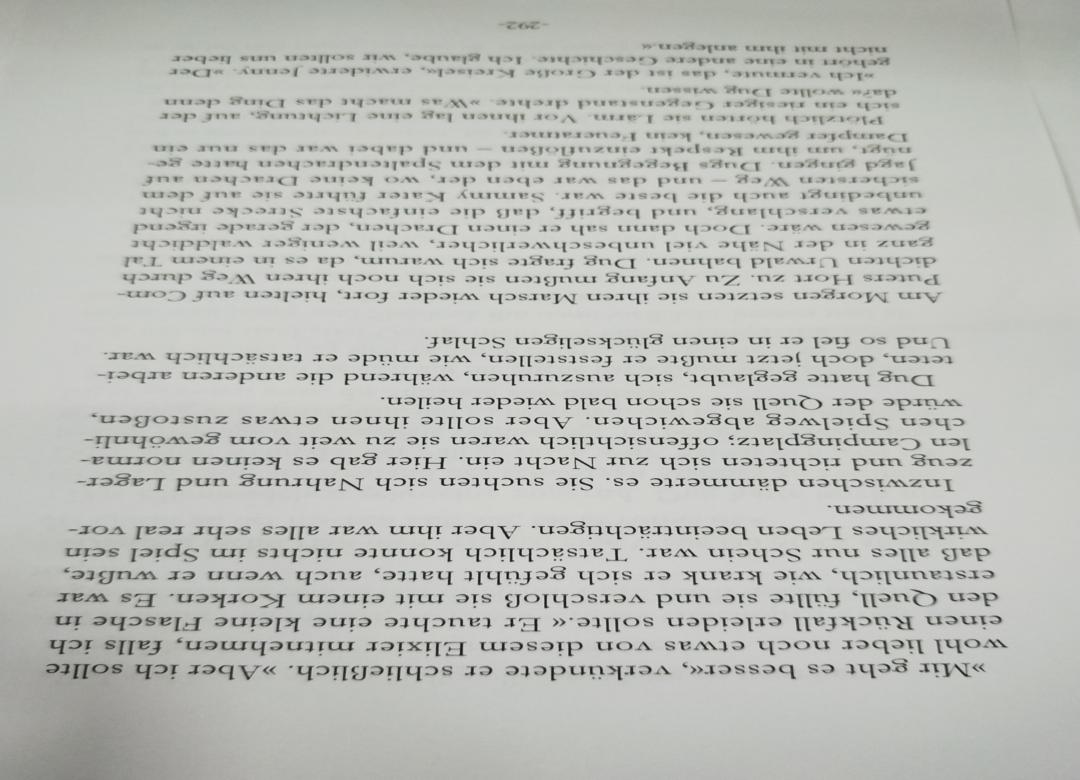 »Mir geht es besser«, verkündete er schließlich. »Aber ich sollte
wohl lieber noch etwas von diesem Elixier mitnehmen, falls ich
einen Rückfall erleiden sollte.« Er tauchte eine kleine Flasche in
den Quell, füllte sie und verschloß sie mit einem Korken. Es war
erstaunlich, wie krank er sich gefühlt hatte, auch wenn er wußte,
daß alles nur Schein war. Tatsächlich konnte nichts im Spiel sein
wirkliches Leben beeinträchtigen. Aber ihm war alles sehr real vor-
gekommen.
Inzwischen dämmerte es. Sie suchten sich Nahrung und Lager-
zeug und richteten sich zur Nacht ein. Hier gab es keinen norma-
len Campingplatz; offensichtlich waren sie zu weit vom gewöhnli-
chen Spielweg abgewichen. Aber sollte ihnen etwas zustoßen,
würde der Quell sie schon bald wieder heilen.
Dug hatte geglaubt, sich auszuruhen, während die anderen arbei-
teten, doch jetzt mußte er feststellen, wie müde er tatsächlich war.
Und so fiel er in einen glückseligen Schlaf.
Am Morgen setzten sie ihren Marsch wieder fort, hielten auf Com-
Puters Hort zu. Zu Anfang mußten sie sich noch ihren Weg durch
dichten Urwald bahnen. Dug fragte sich warum, da es in einem Tal
ganz in der Nähe viel unbeschwerlicher, weil weniger walddicht
gewesen wäre. Doch dann sah er einen Drachen, der gerade irgend
etwas verschlang, und begriff, daß die einfachste Strecke nicht
unbedingt auch die beste war. Sammy Kater führte sie auf dem
sichersten Weg – und das war eben der, wo keine Drachen auf
Jagd gingen. Dugs Begegnung mit dem Spaltendrachen hatte ge-
nügt, um ihm Respekt einzuflößen – und dabei war das nur ein
Dampfer gewesen, kein Feueratmer.
Plötzlich hörten sie Lärm. Vor ihnen lag eine Lichtung, auf der
sich ein riesiger Gegenstand drehte. »Was macht das Ding denn
da?« wollte Dug wissen.
»Ich vermute, das ist der Große Kreisel«, erwiderte Jenny. »Der
gehört in eine andere Geschichte. Ich glaube, wir sollten uns lieber
nicht mit ihm anlegen.«
-292-